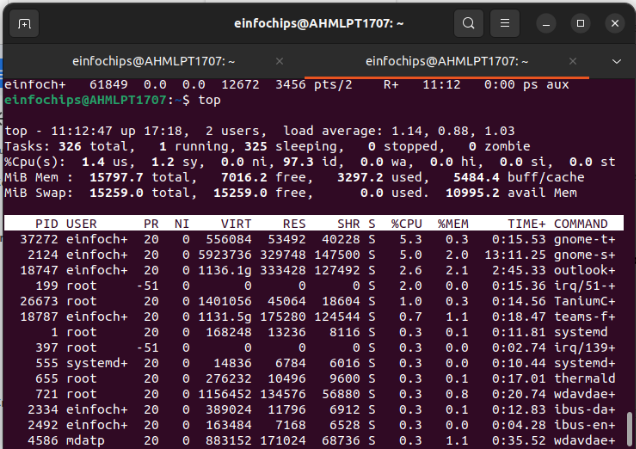 einfochips@AHMLPT1707: ~
einfochips@AHMLPT1707: ~ × einfochips@AHMLPT1707: ~ ×
einfoch+ 61849 0.0 0.0 12672 3456 pts/2 R+ 11:12 0:00 ps aux
einfochips@AHMLPT1707:~$ top
top - 11:12:47 up 17:18, 2 users, load average: 1.14, 0.88, 1.03
Tasks: 326 total, 1 running, 325 sleeping, 0 stopped, 0 zombie
%Cpu(s): 1.4 us, 1.2 sy, 0.0 ni, 97.3 id, 0.0 wa, 0.0 hi, 0.0 si, 0.0 st
MiB Mem : 15797.7 total, 7016.2 free, 3297.2 used, 5484.4 buff/cache
MiB Swap: 15259.0 total, 15259.0 free, 0.0 used. 10995.2 avail Mem
PID USER PR NI VIRT RES SHR S %CPU %MEM TIME+ COMMAND
37272 einfoch+ 20 0 556084 53492 40228 S 5.3 0.3 0:15.53 gnome-t+
2124 einfoch+ 20 0 5923736 329748 147500 S 5.0 2.0 13:11.25 gnome-s+
18747 einfoch+ 20 0 1136.1g 333428 127492 S 2.6 2.1 2:45.33 outlook+
199 root -51 0 0 0 0 S 2.0 0.0 0:15.36 irq/51-+
26673 root 20 0 1401056 45064 18604 S 1.0 0.3 0:14.56 TaniumC+
18787 einfoch+ 20 0 1131.5g 175280 124544 S 0.7 1.1 0:18.47 teams-f+
1 root 20 0 168248 13236 8116 S 0.3 0.1 0:11.81 systemd
397 root -51 0 0 0 0 S 0.3 0.0 0:02.74 irq/139+
555 systemd+ 20 0 14836 6784 6016 S 0.3 0.0 0:10.44 systemd+
655 root 20 0 276232 10496 9600 S 0.3 0.1 0:17.01 thermald
721 root 20 0 1156452 134576 56880 S 0.3 0.8 0:20.74 wdavdae+
2334 einfoch+ 20 0 389024 11796 6912 S 0.3 0.1 0:12.83 ibus-da+
2492 einfoch+ 20 0 163484 7168 6528 S 0.3 0.0 0:04.28 ibus-en+
4586 mdatp 20 0 883152 171024 68736 S 0.3 1.1 0:35.52 wdavdae+